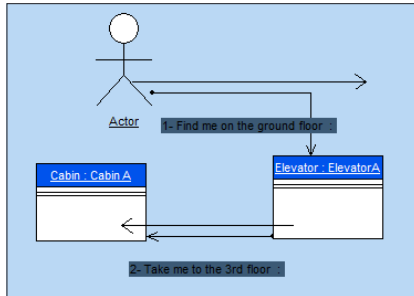 Actor
1- Find me on the ground floor :
Cabin : Cabin A
Elevator : ElevatorA
2- Take me to the 3rd floor :